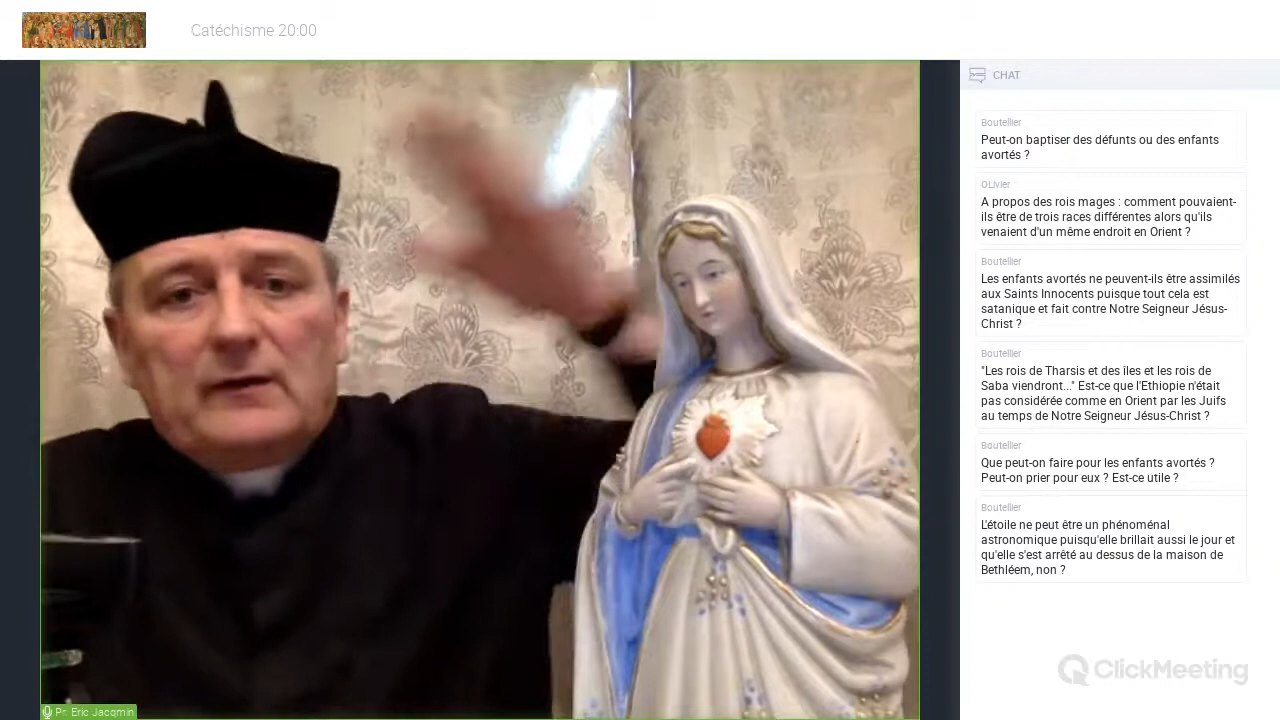 Catéchisme 20:00
CHAT
Boutellier
Peut-on baptiser des défunts ou des enfants
avortés ?
OLivier
A propos des rois mages : comment pouvaient-
ils être de trois races différentes alors qu'ils
venaient d'un même endroit en Orient ?
Boutellier
Les enfants avortés ne peuvent-ils être assimilés
aux Saints Innocents puisque tout cela est
satanique et fait contre Notre Seigneur Jésus-
Christ ?
Boutellier
"Les rois de Tharsis et des îles et les rois de
Saba viendront..." Est-ce que l'Ethiopie n'était
pas considérée comme en Orient par les Juifs
au temps de Notre Seigneur Jésus-Christ ?
Boutellier
Que peut-on faire pour les enfants avortés ?
Peut-on prier pour eux ? Est-ce utile ?
Boutellier
L'étoile ne peut être un phénoménal
astronomique puisqu'elle brillait aussi le jour et
qu'elle s'est arrêté au dessus de la maison de
Bethléem, non ?
ClickMeeting
Pr. Eric Jacqmin